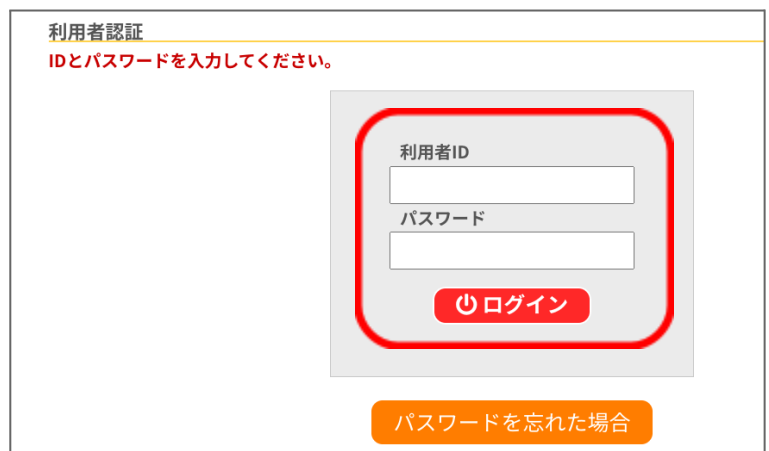 利用者認証
IDとパスワードを入力してください。
利用者ID
パスワード
ログイン
パスワードを忘れた場合